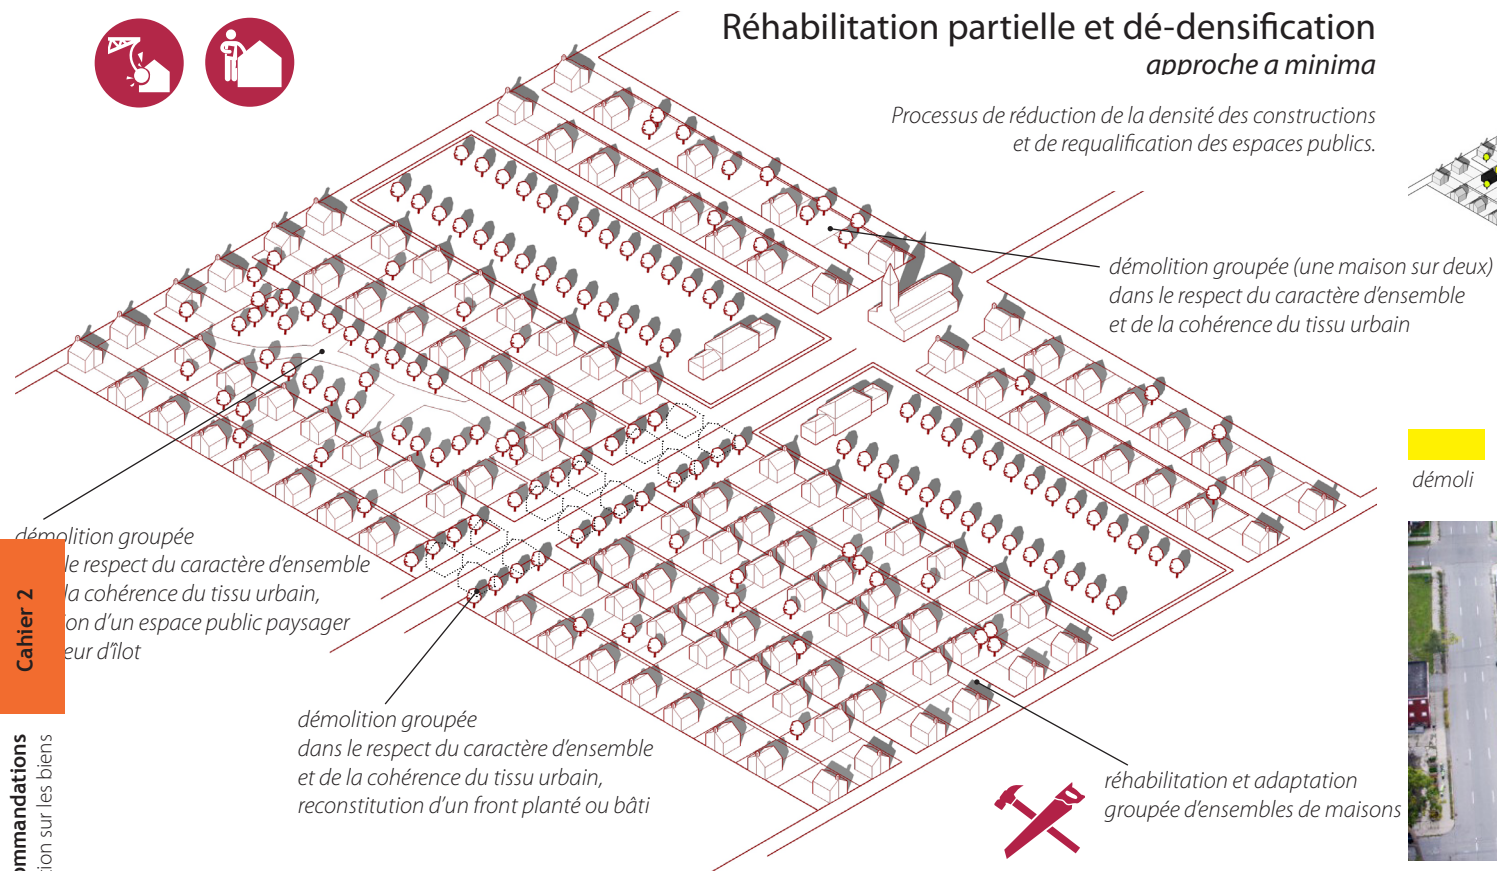 Réhabilitation partielle et dé-densification
approche a minima
Processus de réduction de la densité des constructions
et de requalification des espaces publics.
démolition groupée (une maison sur deux)
dans le respect du caractère d'ensemble
et de la cohérence du tissu urbain
démoli
démolition groupée
le respect du caractère d'ensemble
la cohérence du tissu urbain,
d'un espace public paysager
d'îlot
Cahier 2
démolition groupée
dans le respect du caractère d'ensemble
et de la cohérence du tissu urbain,
reconstitution d'un front planté ou bâti
réhabilitation et adaptation
groupée d'ensembles de maisons
ommandations
tion sur les biens